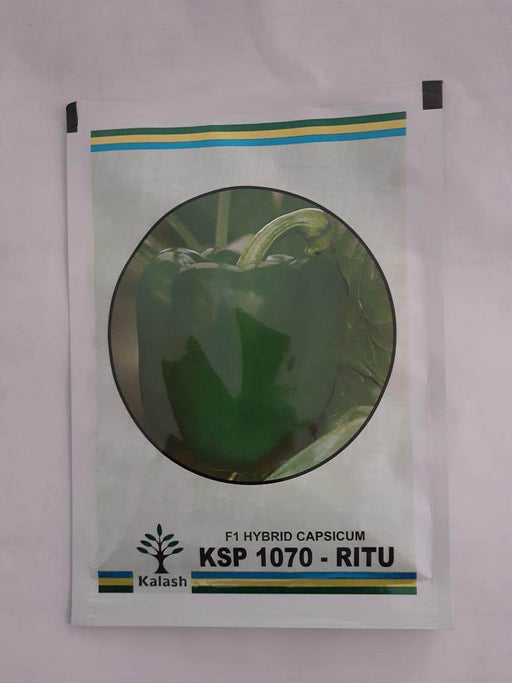 F1 HYBRID CAPSICUM
KSP 1070 - RITU
Kalash